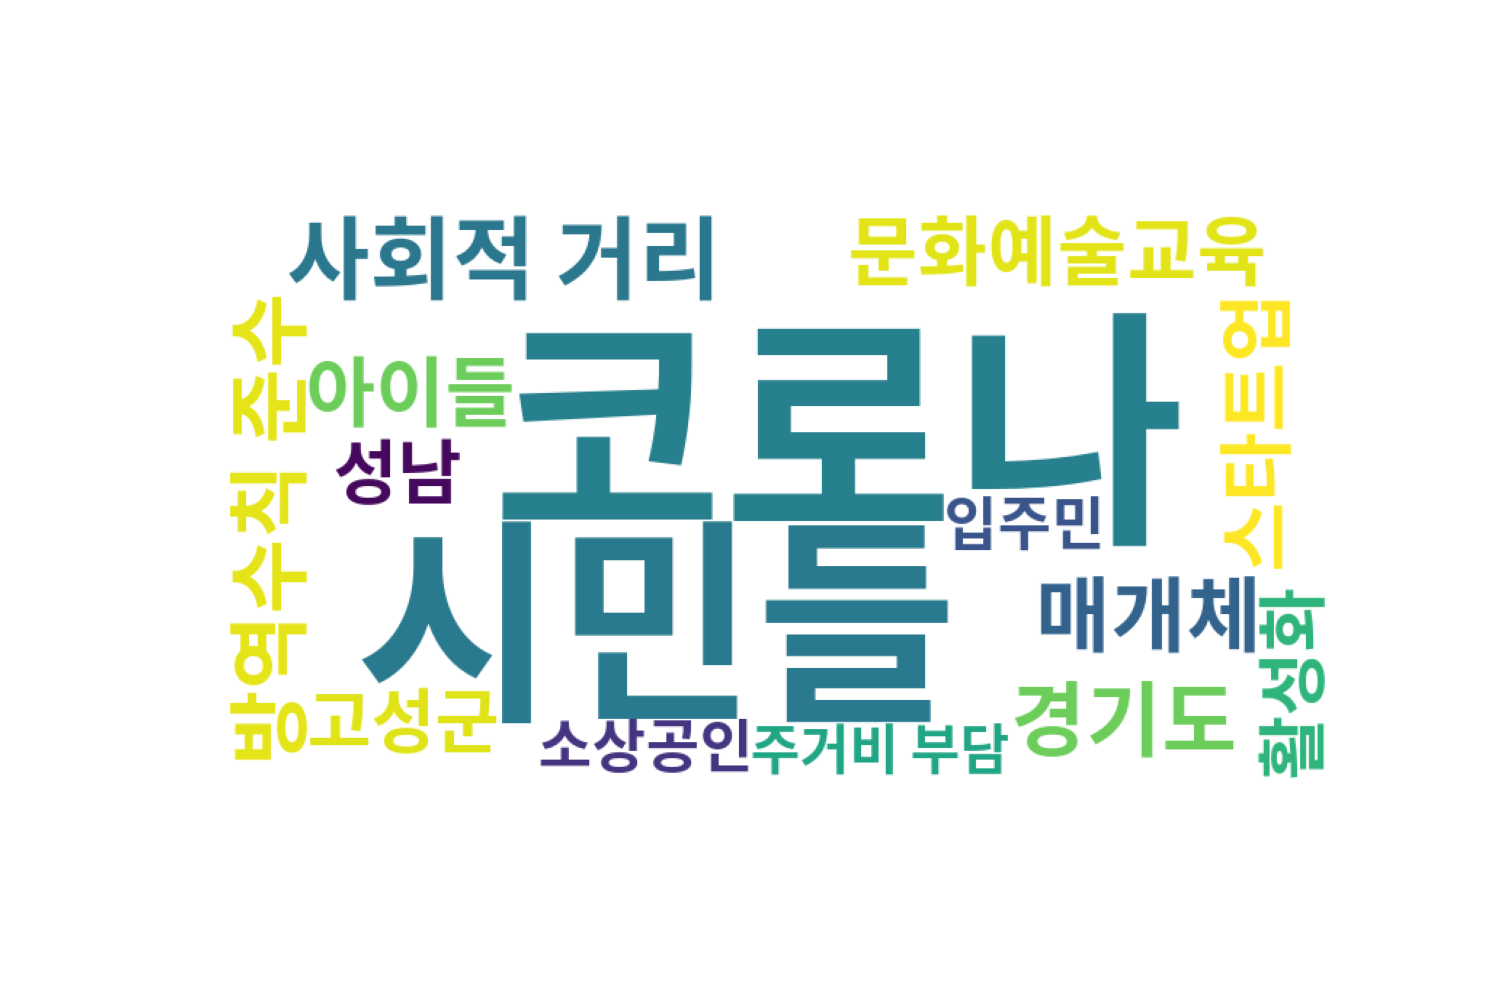 사회적 거리
문화예술교육
코로나
방역수칙 준수
아이들
스타트업
성남
입주민
시민들
매개체
활성화
고성군
경기도
소상공인
주거비 부담